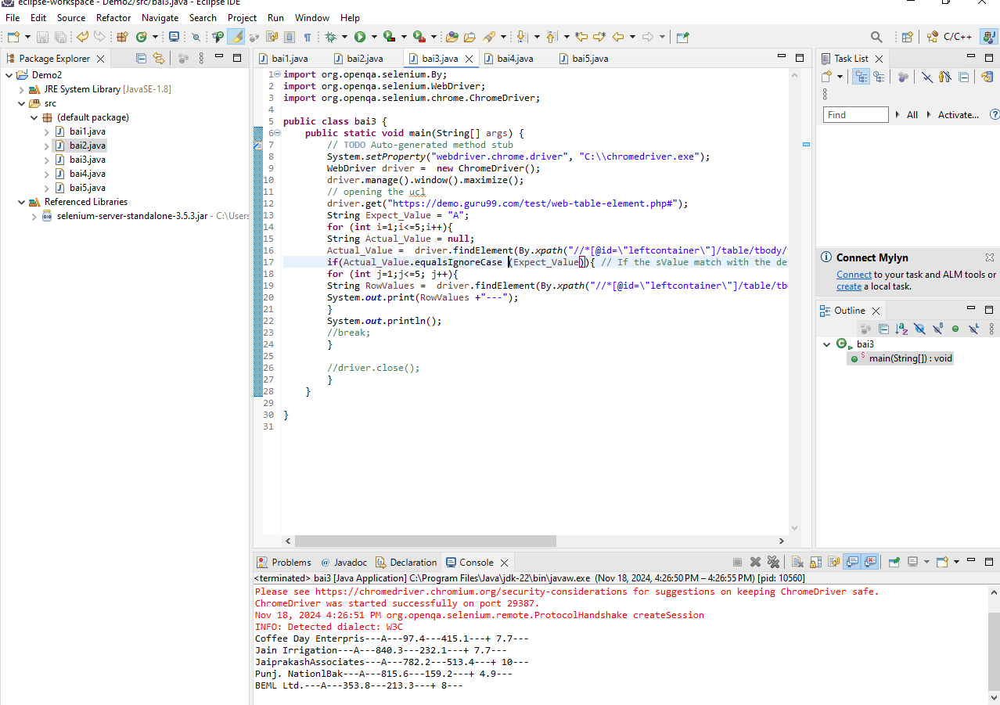 eclipse-workspace - Demo2/src/bai3.java - Eclipse IDE
File Edit Source Refactor Navigate Search Project Run Window Help
C/C++
Package Explorer
bai1.java bai2.java bai3.java bai4.java bai5.java
Task List
Demo2
JRE System Library [JavaSE-1.8]
src
(default package)
bai1.java
bai2.java
bai3.java
bai4.java
bai5.java
Referenced Libraries
selenium-server-standalone-3.5.3.jar - C:\Users
1 import org.openqa.selenium.By;
2 import org.openqa.selenium.WebDriver;
3 import org.openqa.selenium.chrome.ChromeDriver;
4
5 public class bai3 {
6 public static void main(String[] args) {
7 // TODO Auto-generated method stub
8 System.setProperty("webdriver.chrome.driver", "C:\\chromedriver.exe");
9 WebDriver driver =  new ChromeDriver();
10 driver.manage().window().maximize();
11 // opening the ucl
12 driver.get("https://demo.guru99.com/test/web-table-element.php#");
13 String Expect_Value = "A";
14 for (int i=1;i<=5;i++){
15 String Actual_Value = null;
16 Actual_Value =  driver.findElement(By.xpath("//*[@id=\"leftcontainer\"]/table/tbody/
17 if(Actual_Value.equalsIgnoreCase (Expect_Value)){ // If the sValue match with the de
18 for (int j=1;j<=5; j++){
19 String RowValues =  driver.findElement(By.xpath("//*[@id=\"leftcontainer\"]/table/tb
20 System.out.print(RowValues +"---");
21 }
22 System.out.println();
23 //break;
24 }
25
26 //driver.close();
27 }
28 }
29
30 }
31
Find All Activate...
Connect Mylyn
Connect to your task and ALM tools or
create a local task.
Outline
bai3
main(String[]) : void
Problems @ Javadoc Declaration Console
<terminated> bai3 [Java Application] C:\Program Files\Java\jdk-22\bin\javaw.exe (Nov 18, 2024, 4:26:50 PM – 4:26:55 PM) [pid: 10560]
Please see https://chromedriver.chromium.org/security-considerations for suggestions on keeping ChromeDriver safe.
ChromeDriver was started successfully on port 29387.
Nov 18, 2024 4:26:51 PM org.openqa.selenium.remote.ProtocolHandshake createSession
INFO: Detected dialect: W3C
Coffee Day Enterpris---A---97.4---415.1---+ 7.7---
Jain Irrigation---A---840.3---232.1---+ 7.7---
JaiprakashAssociates---A---782.2---513.4---+ 10---
Punj. NationlBak---A---815.6---159.2---+ 4.9---
BEML Ltd.---A---353.8---213.3---+ 8---